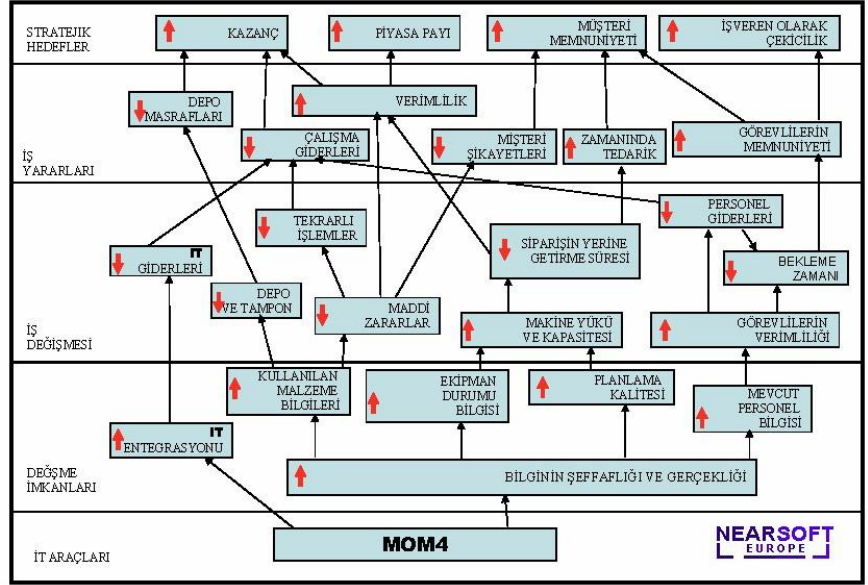 STRATEJIK
HEDEFLER
KAZANÇ
PİYASA PAYI
MÜŞTERİ
MEMNUNİYETİ
İŞVEREN OLARAK
ÇEKİCİLİK
İŞ
YARARLARI
DEPO
MASRAFLARI
VERİMLİLİK
ÇALIŞMA
GİDERLERİ
MİŞTERİ
ŞİKAYETLERİ
ZAMANINDA
TEDARİK
GÖREVLİLERİN
MEMNUNİYETİ
İŞ
DEĞİŞMESİ
IT
GİDERLERİ
TEKRARLI
İŞLEMLER
DEPO
VE TAMPON
MADDİ
ZARARLAR
SİPARİŞİN YERİNE
GETİRME SÜRESİ
PERSONEL
GİDERLERİ
BEKLEME
ZAMANI
MAKİNE YÜKÜ
VE KAPASİTESİ
GÖREVLİLERİN
VERİMLİLİĞİ
DEĞŞME
İMKANLARI
IT
ENTEGRASYONU
KULLANILAN
MALZEME
BİLGİLERİ
EKİPMAN
DURUMU
BİLGİSİ
PLANLAMA
KALİTESİ
MEVCUT
PERSONEL
BİLGİSİ
BİLGİNİN ŞEFFAFLIĞI VE GERÇEKLİĞİ
İT ARAÇLARI
MOM4
NEARSOFT
EUROPE